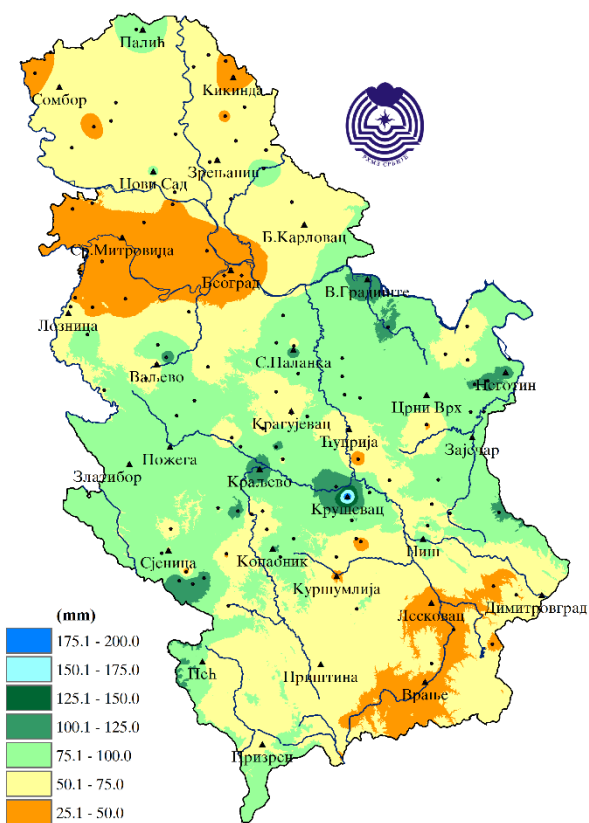 Палић
Кикинда
Сомбор
Зрењанин
Нови Сад
Б.Карловац
Ср.Митровица
Београд
В.Градиште
Лозница
С.Паланка
Ваљево
Неготин
Црни Врх
Крагујевац
Ћуприја
Зајечар
Пожега
Златибор
Краљево
Крушевац
Ниш
Сјеница
Копаоник
Куршумлија
Лесковац
Димитровград
Пећ
Приштина
Врање
Призрен
(mm)
175.1 - 200.0
150.1 - 175.0
125.1 - 150.0
100.1 - 125.0
75.1 - 100.0
50.1 - 75.0
25.1 - 50.0